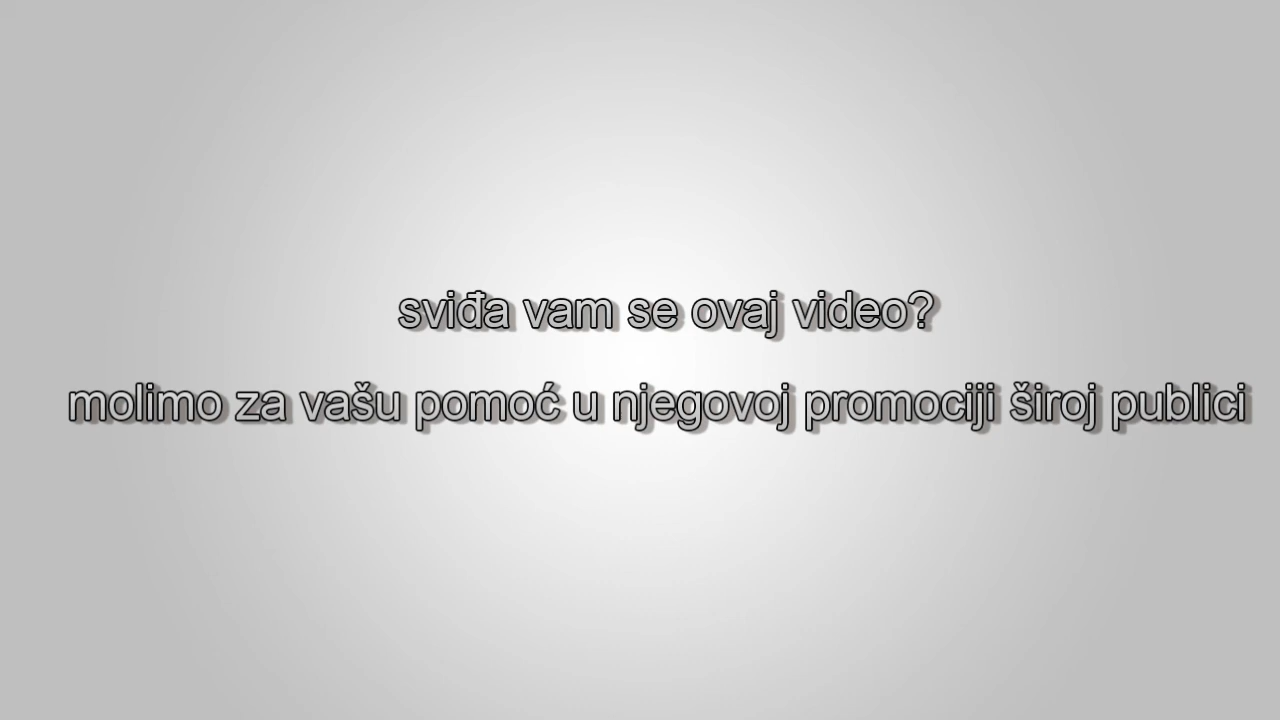 sviđa vam se ovaj video?
molimo za vašu pomoć u njegovoj promociji široj publici